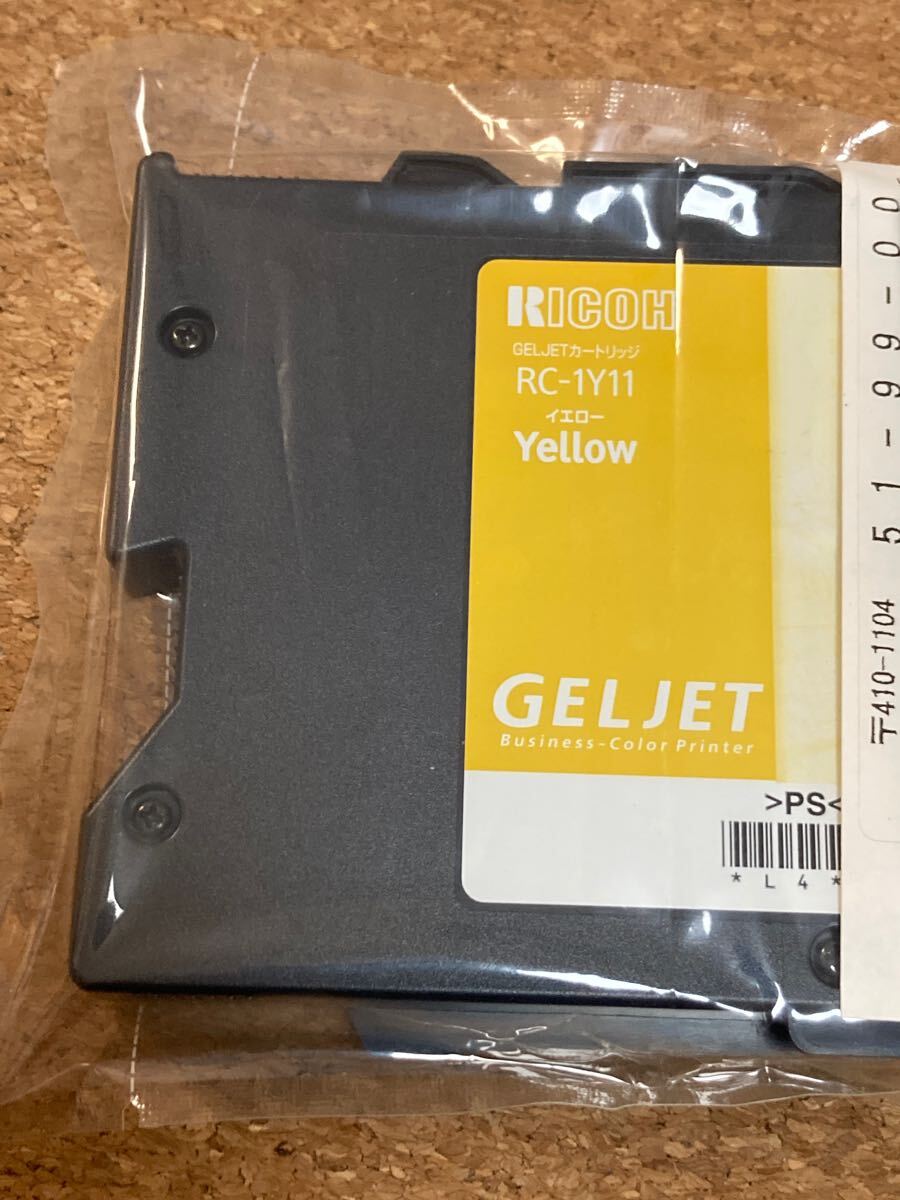 RICOH
GELJETカートリッジ
RC-1Y11
イエロー
Yellow
GELJET
Business-Color Printer
>PS<
*L4*
〒410-1104
51-99-00